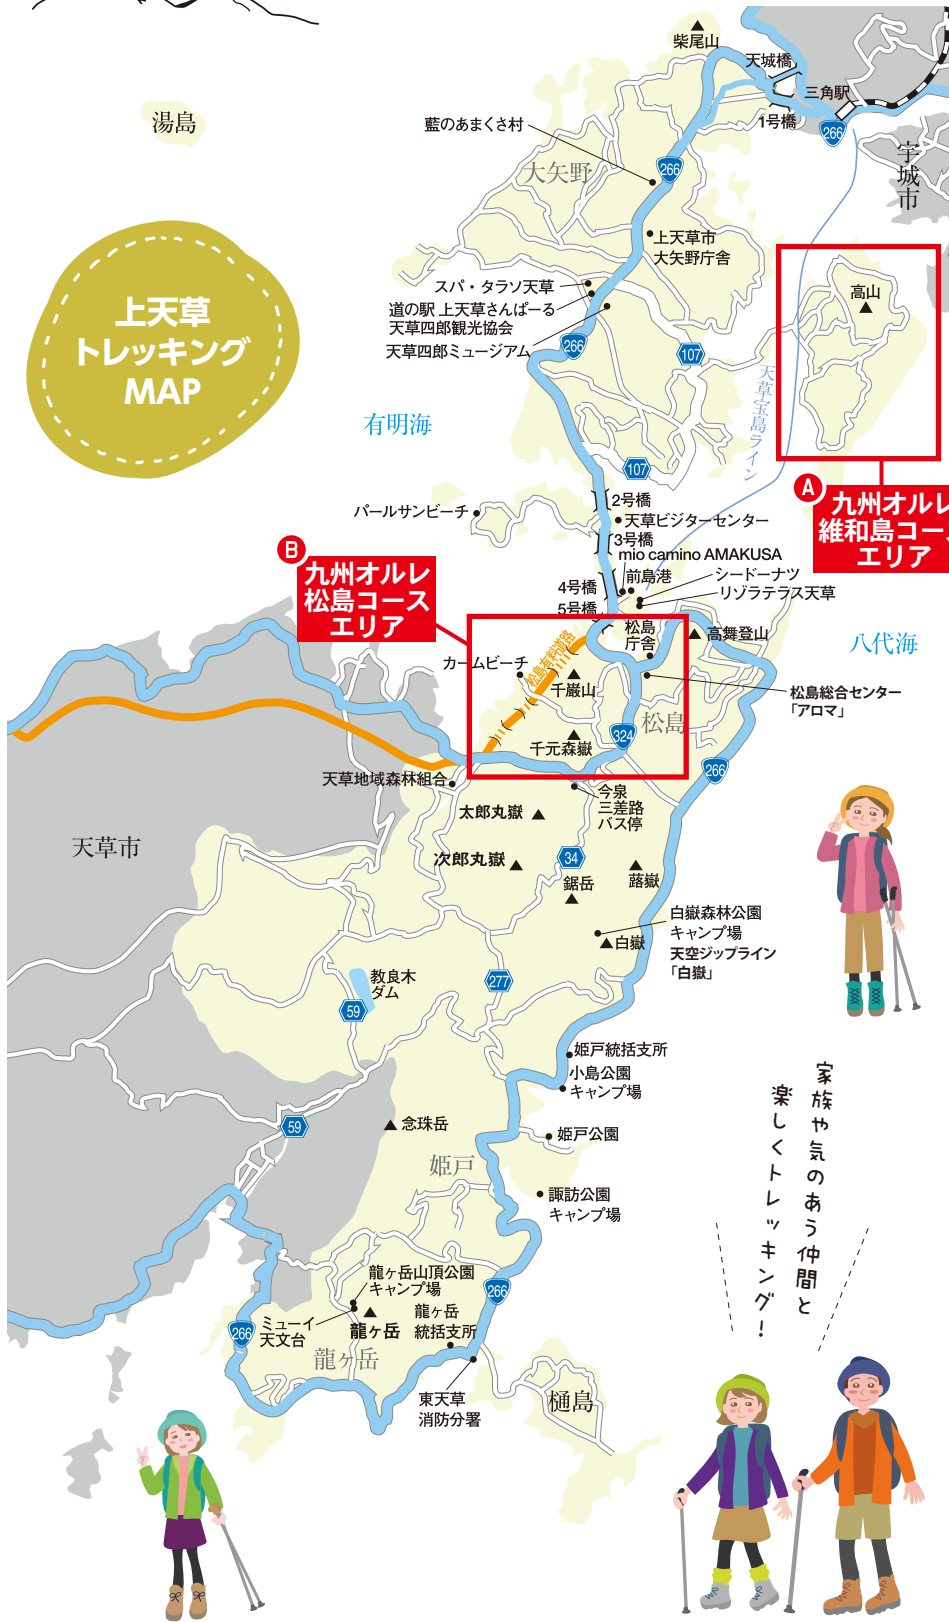 柴尾山
天城橋
三角駅
1号橋
266
湯島
藍のあまくさ村
大矢野
266
宇城市
上天草市
大矢野庁舎
スパ・タラソ天草
道の駅 上天草さんぱーる
天草四郎観光協会
天草四郎ミュージアム
266
107
高山
天草宝島ライン
上天草
トレッキング
MAP
有明海
107
A
九州オルレ
維和島コース
エリア
パールサンビーチ
2号橋
天草ビジターセンター
3号橋
mio camino AMAKUSA
前島港
シードーナツ
リゾラテラス天草
4号橋
5号橋
B
九州オルレ
松島コース
エリア
松島有料道路
松島
庁舎
高舞登山
八代海
カームビーチ
千巌山
松島総合センター
「アロマ」
松島
千元森嶽
324
266
天草地域森林組合
今泉
三差路
バス停
太郎丸嶽
天草市
次郎丸嶽
34
鋸岳
蕗嶽
白嶽森林公園
キャンプ場
天空ジップライン
「白嶽」
白嶽
教良木
ダム
277
59
姫戸統括支所
小島公園
キャンプ場
59
念珠岳
姫戸公園
姫戸
諏訪公園
キャンプ場
家族や気のあう仲間と
楽しくトレッキング!
龍ヶ岳山頂公園
キャンプ場
266
ミューイ
天文台
龍ヶ岳
龍ヶ岳
統括支所
266
龍ヶ岳
東天草
消防分署
樋島